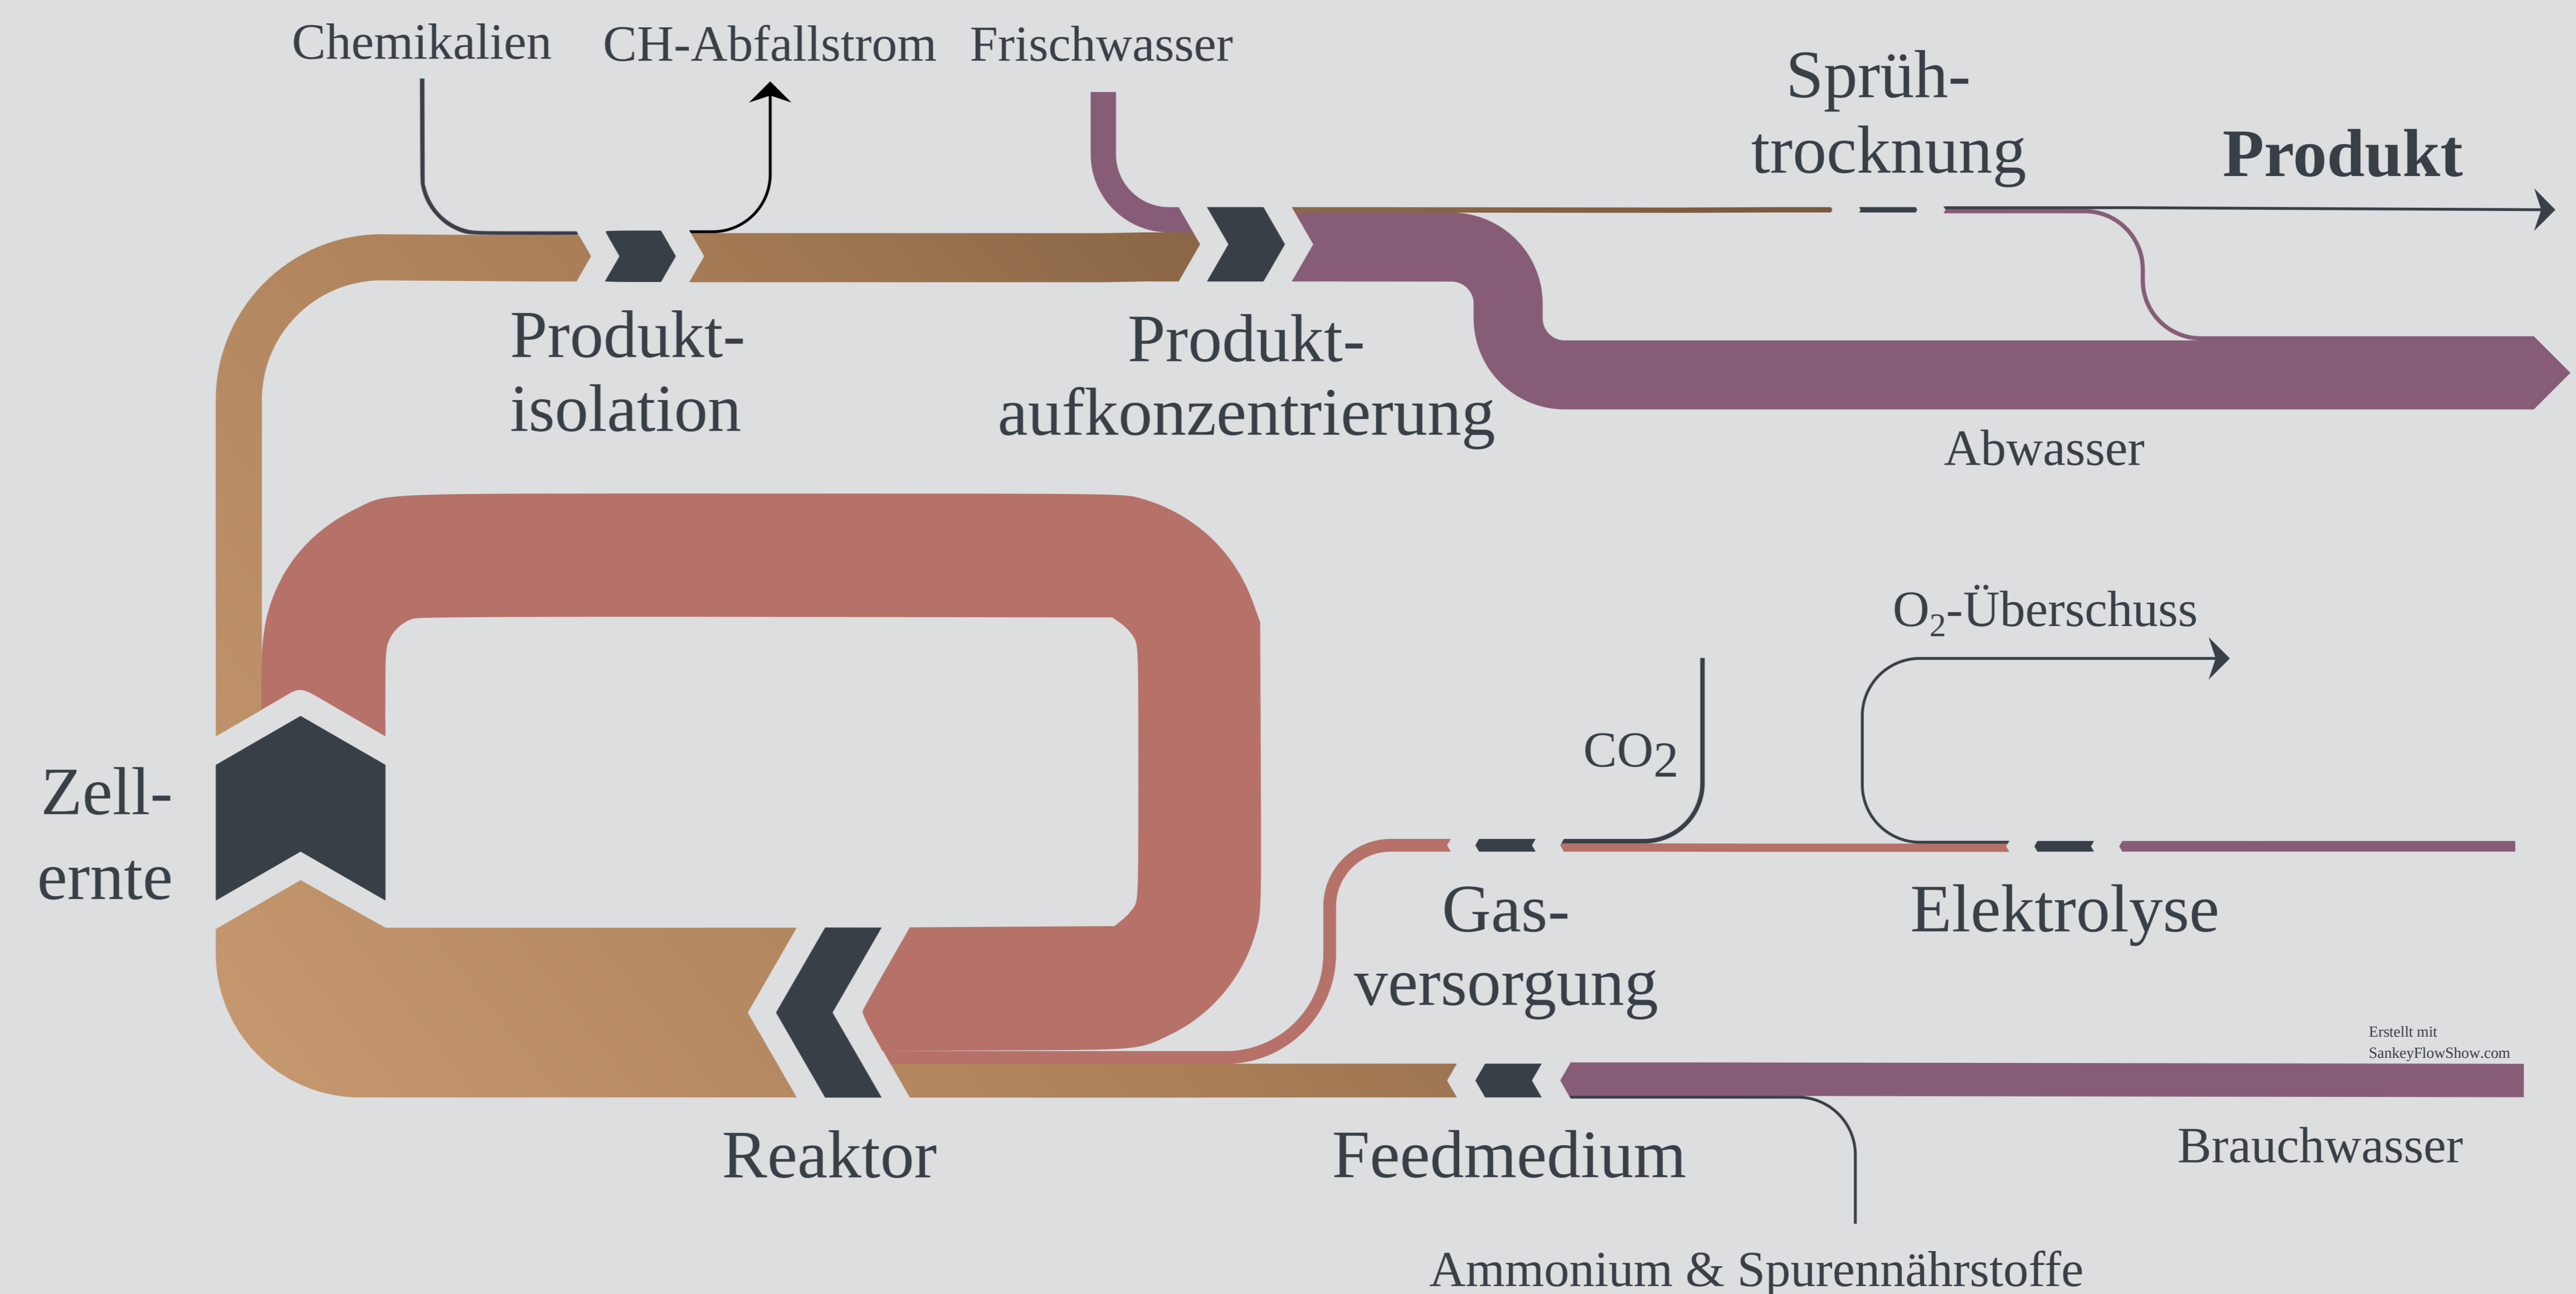 Chemikalien
CH-Abfallstrom
Frischwasser
Sprüh-
trocknung
Produkt
Produkt-
isolation
Produkt-
aufkonzentrierung
Abwasser
O₂-Überschuss
CO2
Zell-
ernte
Gas-
versorgung
Elektrolyse
Erstellt mit
SankeyFlowShow.com
Reaktor
Feedmedium
Brauchwasser
Ammonium & Spurennährstoffe